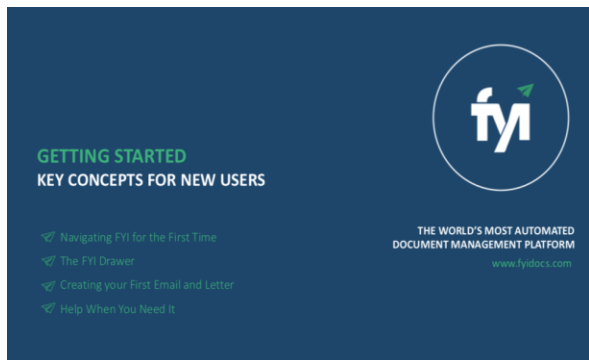 fyi
GETTING STARTED
KEY CONCEPTS FOR NEW USERS
Navigating FYI for the First Time
The FYI Drawer
Creating your First Email and Letter
Help When You Need It
THE WORLD'S MOST AUTOMATED
DOCUMENT MANAGEMENT PLATFORM
www.fyidocs.com